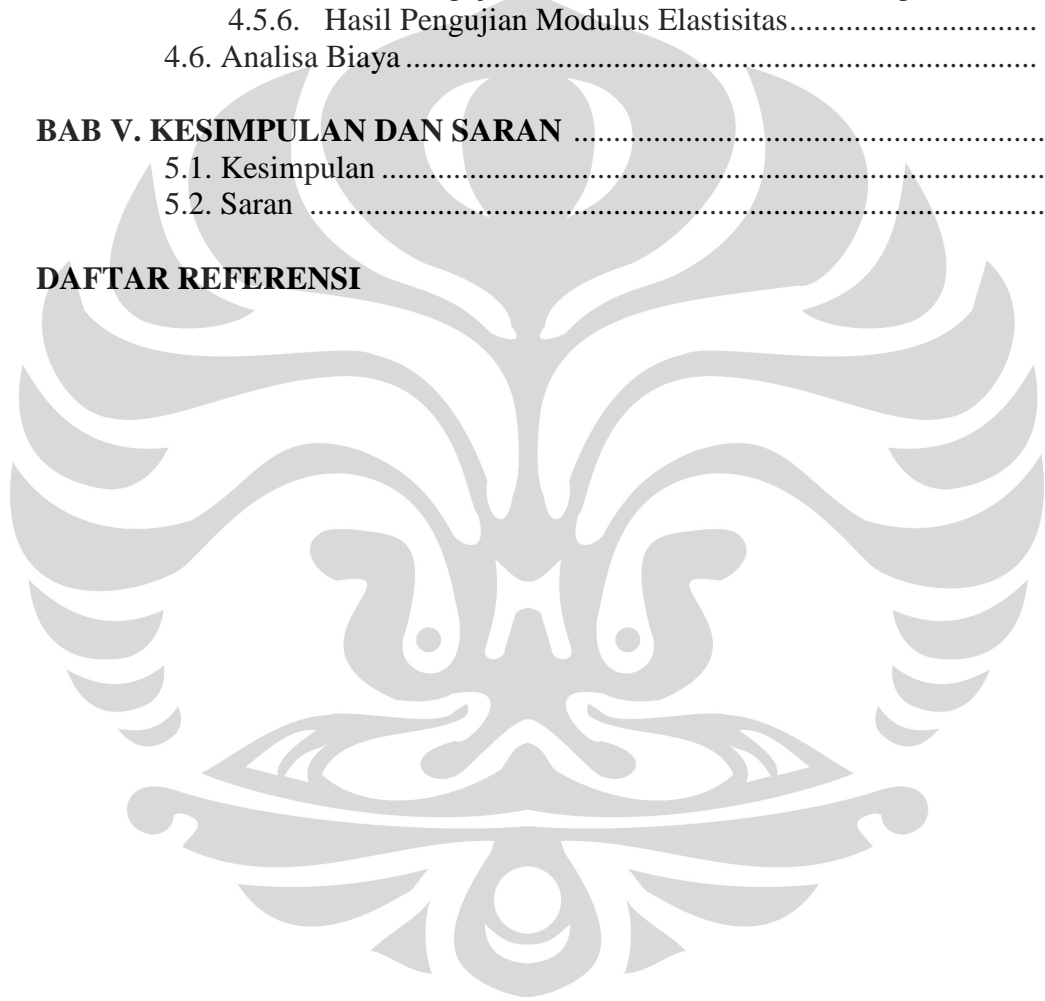 4.5.6. Hasil Pengujian Modulus Elastisitas..............................
4.6. Analisa Biaya ...............................................................................
BAB V. KESIMPULAN DAN SARAN ...........................................................
5.1. Kesimpulan ...................................................................................
5.2. Saran ............................................................................................
DAFTAR REFERENSI